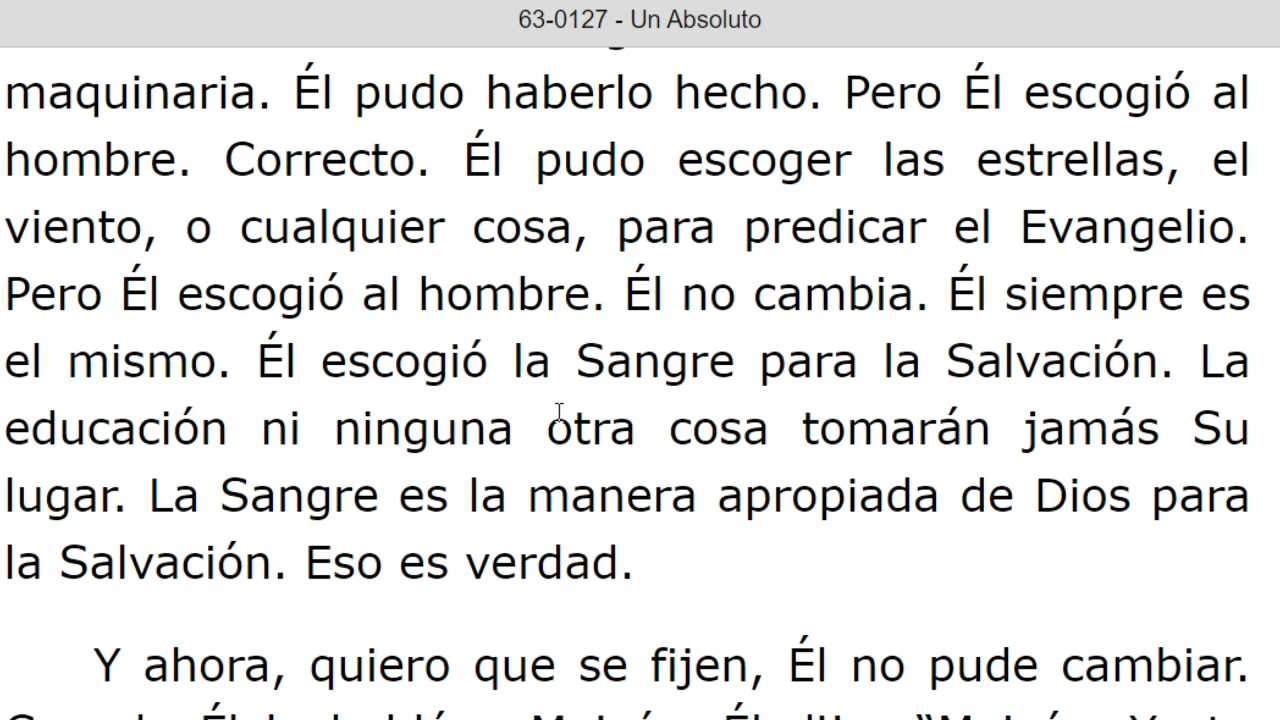 63-0127 - Un Absoluto
maquinaria. Él pudo haberlo hecho. Pero Él escogió al
hombre. Correcto. Él pudo escoger las estrellas, el
viento, o cualquier cosa, para predicar el Evangelio.
Pero Él escogió al hombre. Él no cambia. Él siempre es
el mismo. Él escogió la Sangre para la Salvación. La
educación ni ninguna otra cosa tomarán jamás Su
lugar. La Sangre es la manera apropiada de Dios para
la Salvación. Eso es verdad.
Y ahora, quiero que se fijen, Él no pude cambiar.